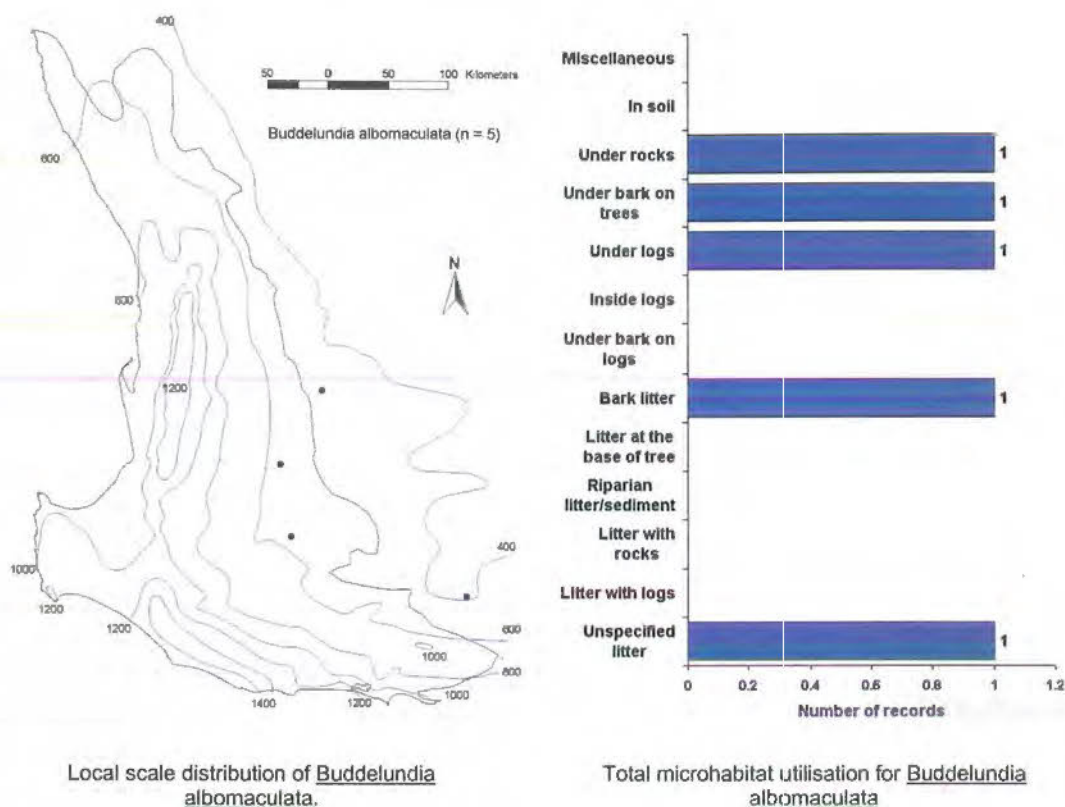 400
50 0 50 100 Kilometers
Buddelundia albomaculata (n = 5)
600
N
800
1200
400
1000
1200
1200
600
1000
800
1000
1200
1400
Local scale distribution of Buddelundia
albomaculata.
Miscellaneous
In soil
Under rocks
1
Under bark on
trees
1
Under logs
1
Inside logs
Under bark on
logs
Bark litter
1
Litter at the
base of tree
Riparian
litter/sediment
Litter with
rocks
Litter with logs
Unspecified
litter
1
0 0.2 0.4 0.6 0.8 1 1.2
Number of records
Total microhabitat utilisation for Buddelundia
albomaculata